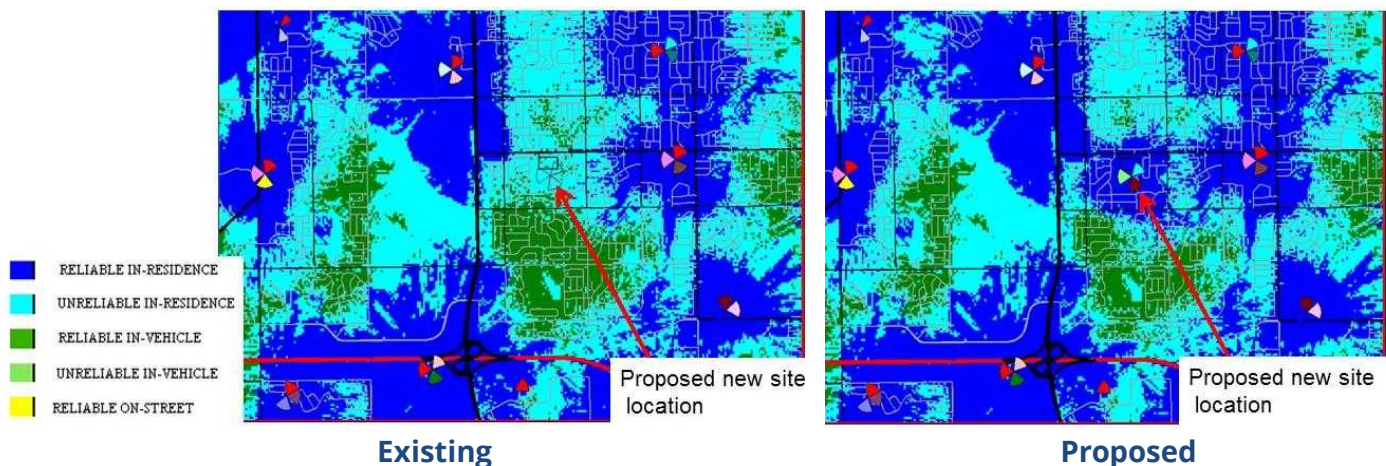 RELIABLE IN-RESIDENCE
UNRELIABLE IN-RESIDENCE
RELIABLE IN-VEHICLE
UNRELIABLE IN-VEHICLE
RELIABLE ON-STREET
Proposed new site
location
Proposed new site
location
Existing
Proposed